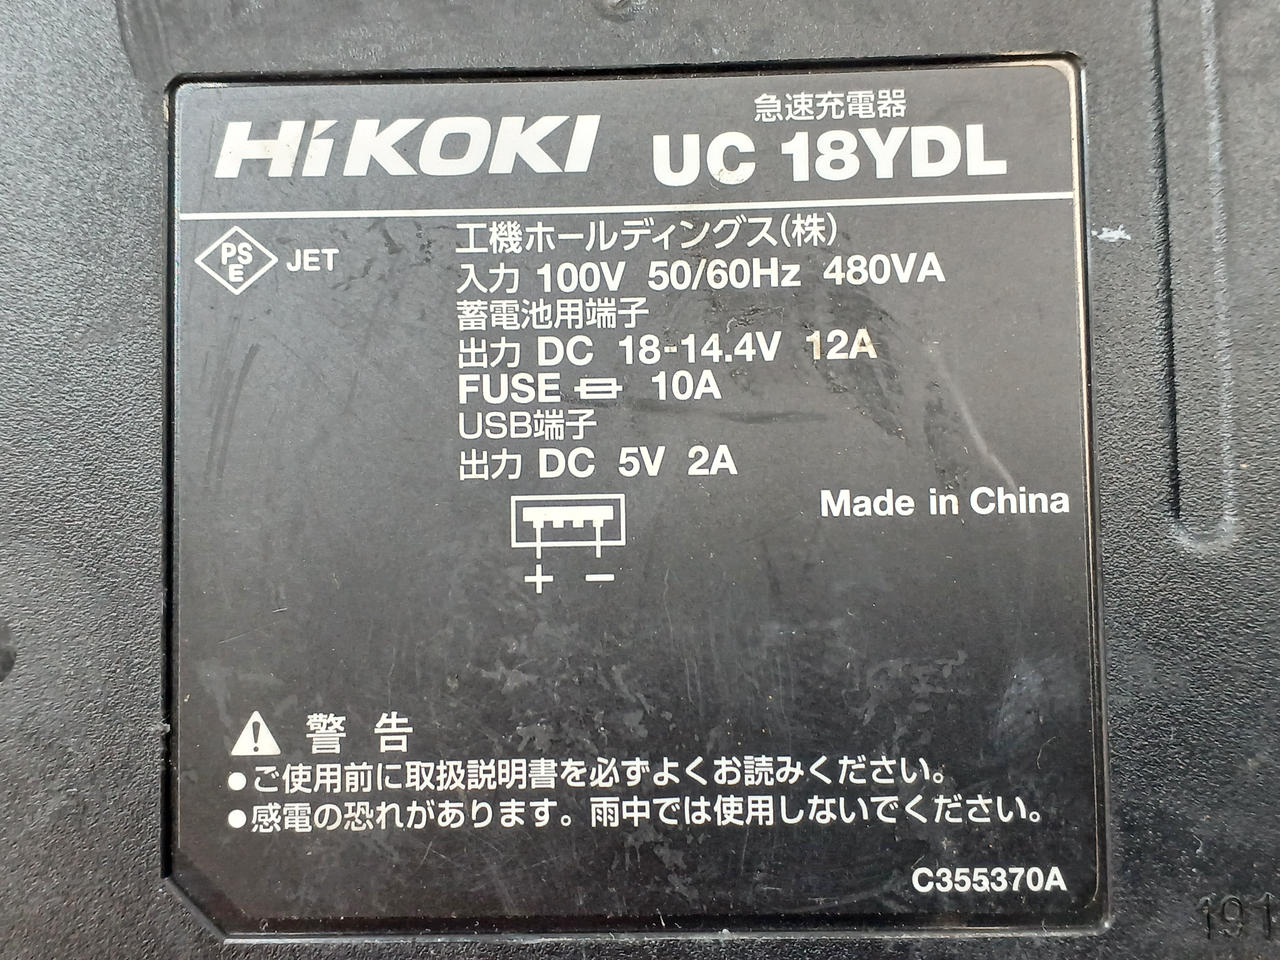 急速充電器
HiKOKI UC 18YDL
PS
E
JET
工機ホールディングス(株)
入力 100V 50/60Hz 480VA
蓄電池用端子
出力 DC 18-14.4V 12A
FUSE 10A
USB端子
出力 DC 5V 2A
+ −
Made in China
警告
●ご使用前に取扱説明書を必ずよくお読みください。
●感電の恐れがあります。雨中では使用しないでください。
C355370A
191